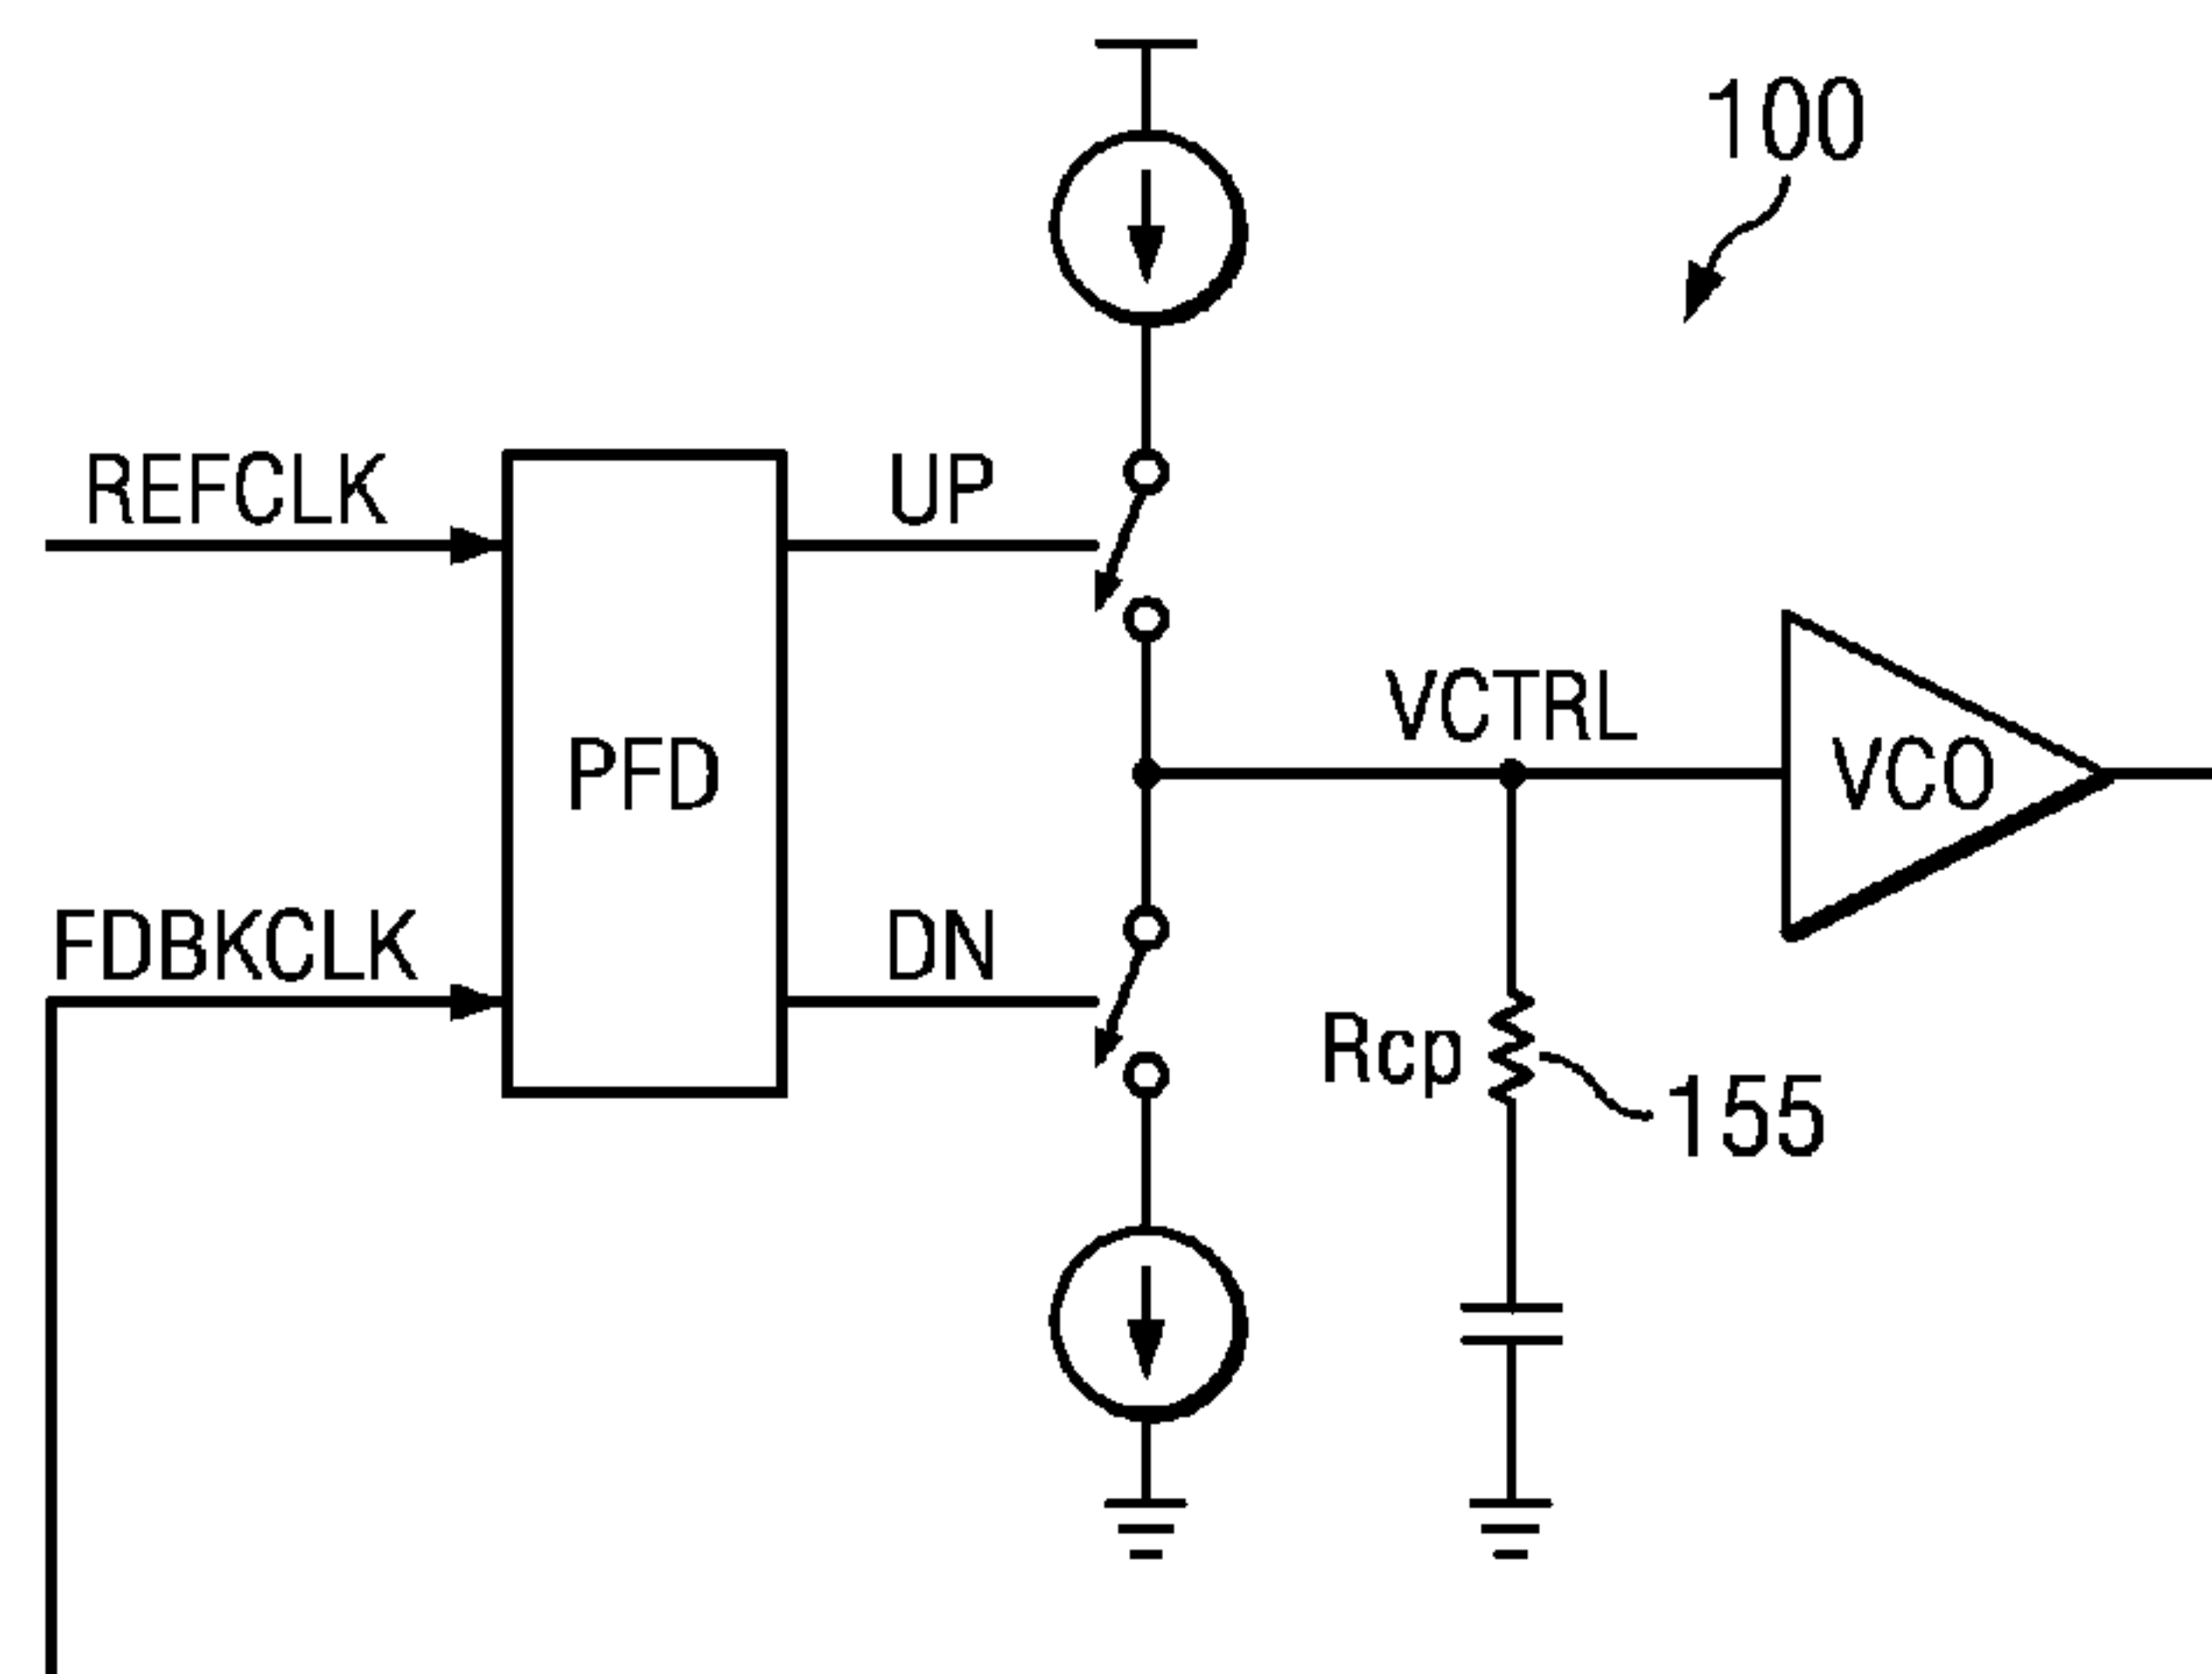 100
REFCLK
UP
VCTRL
PFD
VCO
FDBKCLK
DN
Rcp
155